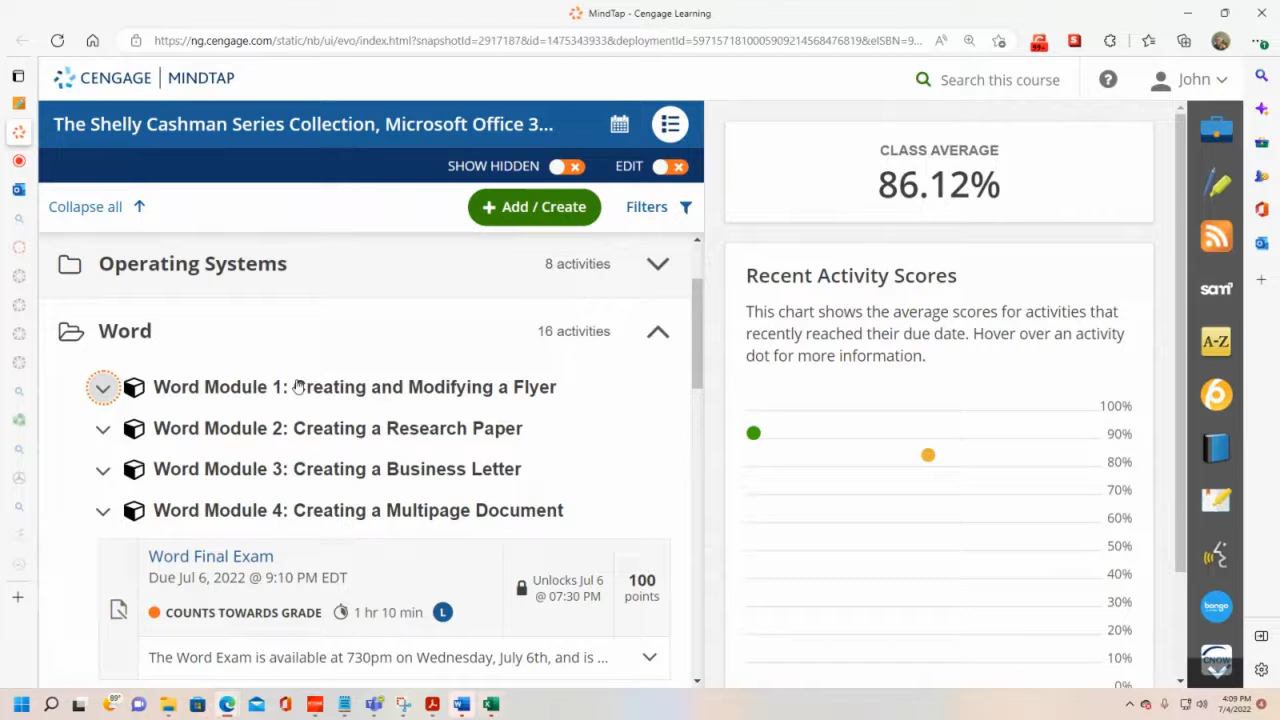 MindTap - Cengage Learning
https://ng.cengage.com/static/nb/ui/evo/index.html?snapshotId=2917187&id=1475343933&deploymentId=5971571810005909214568476819&eISBN=9...
99+
CENGAGE MINDTAP
Search this course
John
The Shelly Cashman Series Collection, Microsoft Office 3...
SHOW HIDDEN
EDIT
Collapse all
+ Add / Create
Filters
Operating Systems
8 activities
Word
16 activities
Word Module 1: Creating and Modifying a Flyer
Word Module 2: Creating a Research Paper
Word Module 3: Creating a Business Letter
Word Module 4: Creating a Multipage Document
Word Final Exam
Due Jul 6, 2022 @ 9:10 PM EDT
COUNTS TOWARDS GRADE
1 hr 10 min
L
Unlocks Jul 6
@ 07:30 PM
100
points
The Word Exam is available at 730pm on Wednesday, July 6th, and is ...
CLASS AVERAGE
86.12%
Recent Activity Scores
This chart shows the average scores for activities that
recently reached their due date. Hover over an activity
dot for more information.
100%
90%
80%
70%
60%
50%
40%
30%
20%
10%
0%
sam
A-Z
bongo
CNOW
89°
4:09 PM
7/4/2022